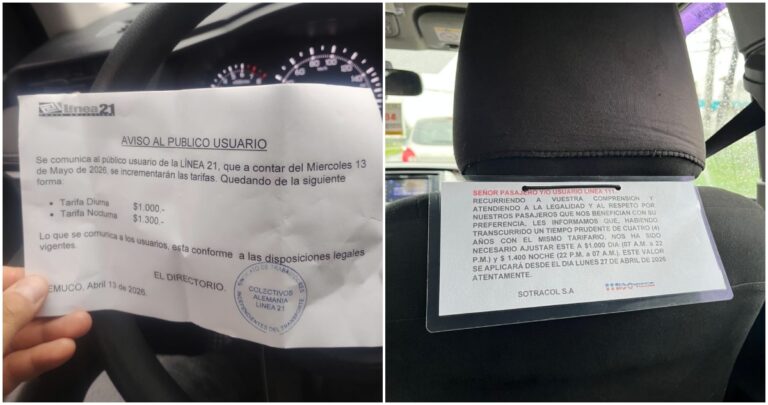 Línea 21
AVISO AL PUBLICO USUARIO
Se comunica al público usuario de la LÍNEA 21, que a contar del Miercoles 13
de Mayo de 2026, se incrementarán las tarifas. Quedando de la siguiente
forma:
• Tarifa Diurna $1.000.-
• Tarifa Nocturna $1.300.-
Lo que se comunica a los usuarios, esta conforme a las disposiciones legales
vigentes.
EL DIRECTORIO.
EMUCO, Abril 13 de 2026.
COLECTIVOS
ALEMANIA
LINEA 21
INDEPENDIENTES DEL TRANSPORTE
SEÑOR PASAJERO Y/O USUARIO LINEA 111
RECURRIENDO A VUESTRA COMPRENSION Y
ATENDIENDO A LA LEGALIDAD Y AL RESPETO POR
NUESTROS PASAJEROS QUE NOS BENEFICIAN CON SU
PREFERENCIA, LES INFORMAMOS QUE, HABIENDO
TRANSCURRIDO UN TIEMPO PRUDENTE DE CUATRO (4)
AÑOS CON EL MISMO TARIFARIO, NOS HA SIDO
NECESARIO AJUSTAR ESTE A $1.000 DIA (07 A.M. a 22
P.M.) y $ 1.400 NOCHE (22 P.M. a 07 A.M.). ESTE VALOR
SE APLICARÁ DESDE EL DIA LUNES 27 DE ABRIL DE 2026
ATENTAMENTE.
SOTRACOL S.A